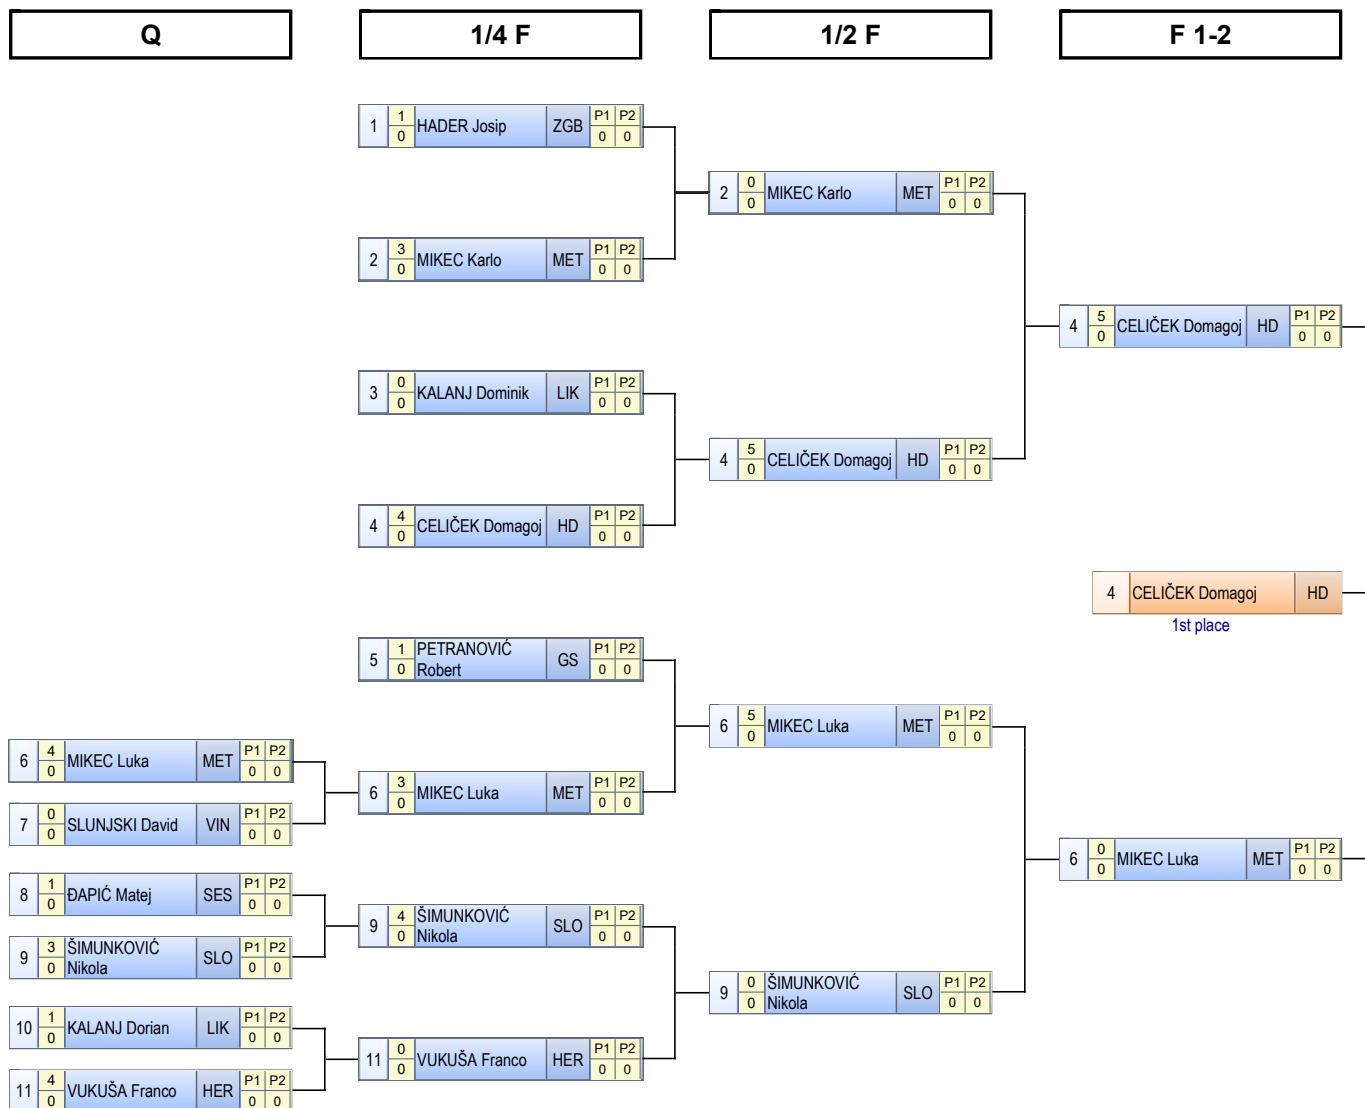 Q 1/4 F 1/2 F F 1-2
1 1 HADER Josip ZGB P1 P2
0 0 0
2 0 MIKEC Karlo MET P1 P2
0 0 0
2 3 MIKEC Karlo MET P1 P2
0 0 0
4 5 CELIČEK Domagoj HD P1 P2
0 0 0
3 0 KALANJ Dominik LIK P1 P2
0 0 0
4 5 CELIČEK Domagoj HD P1 P2
0 0 0
4 4 CELIČEK Domagoj HD P1 P2
0 0 0
4 CELIČEK Domagoj HD
1st place
5 1 PETRANOVIĆ GS P1 P2
0 Robert 0 0
6 5 MIKEC Luka MET P1 P2
0 0 0
6 4 MIKEC Luka MET P1 P2
0 0 0
6 3 MIKEC Luka MET P1 P2
0 0 0
7 0 SLUNJSKI David VIN P1 P2
0 0 0
6 0 MIKEC Luka MET P1 P2
0 0 0
8 1 ĐAPIĆ Matej SES P1 P2
0 0 0
9 4 ŠIMUNKOVIĆ SLO P1 P2
0 Nikola 0 0
9 3 ŠIMUNKOVIĆ SLO P1 P2
0 Nikola 0 0
9 0 ŠIMUNKOVIĆ SLO P1 P2
0 Nikola 0 0
10 1 KALANJ Dorian LIK P1 P2
0 0 0
11 0 VUKUŠA Franco HER P1 P2
0 0 0
11 4 VUKUŠA Franco HER P1 P2
0 0 0